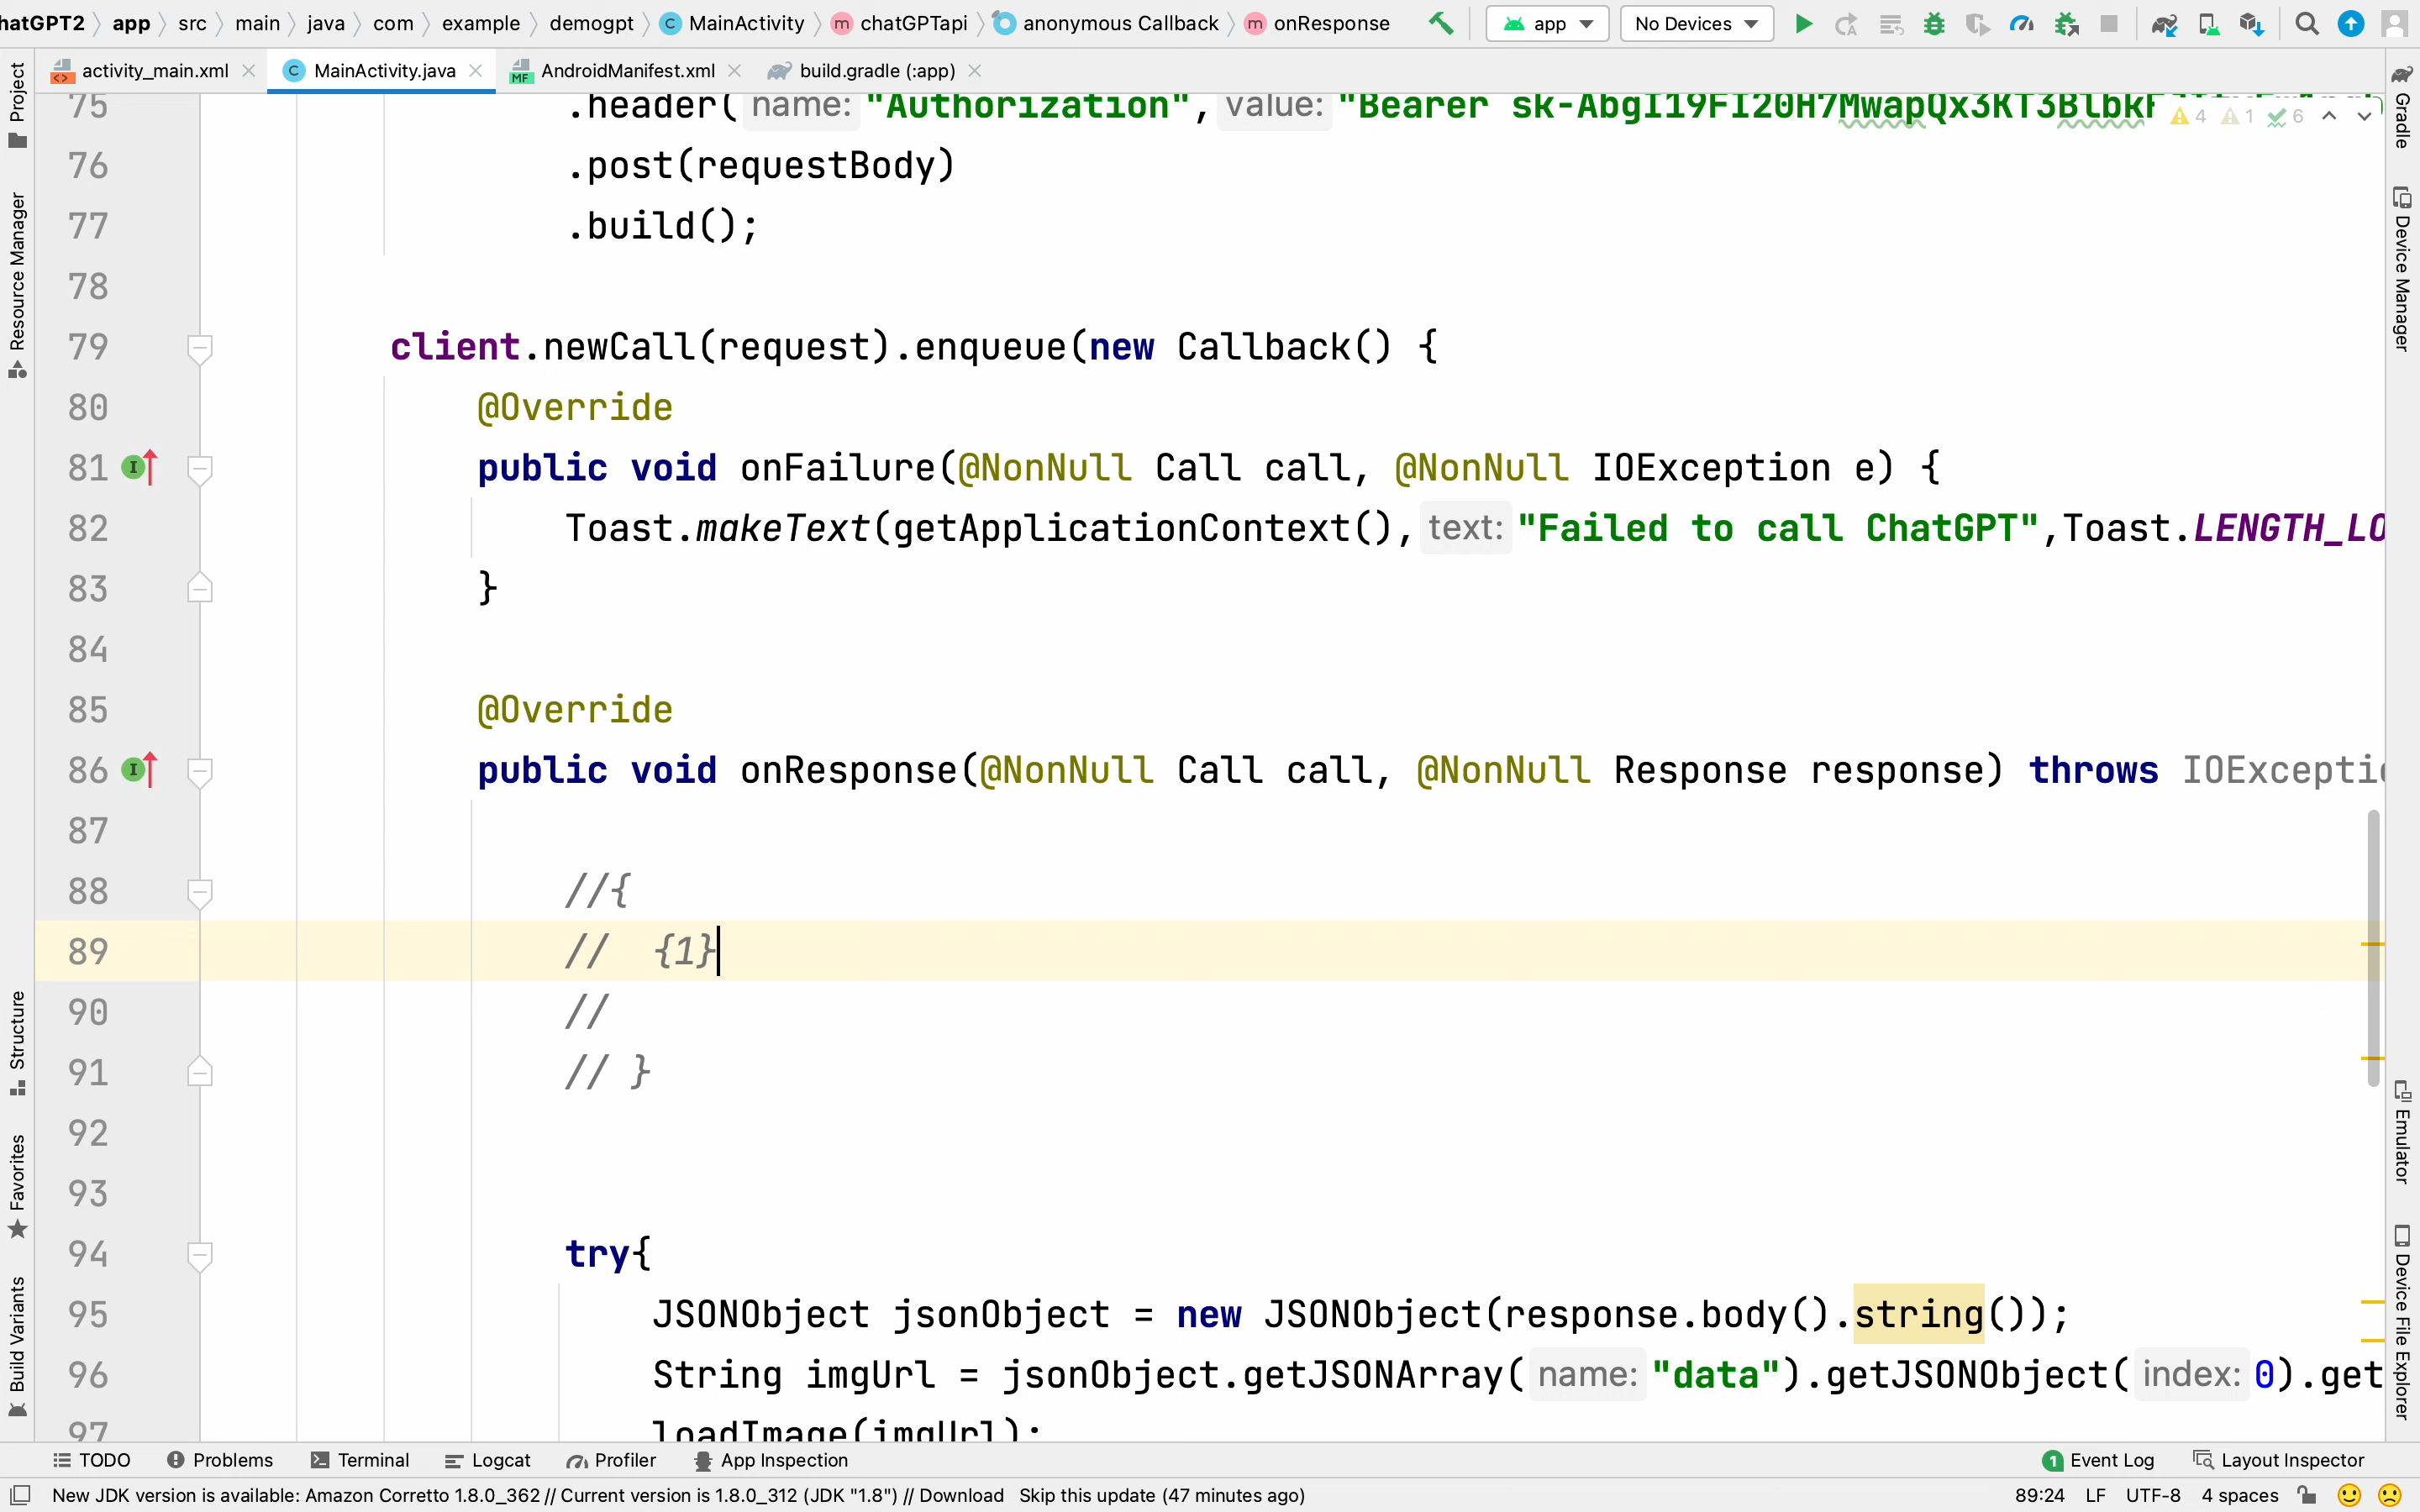 hatGPT2 app src main java com example demogpt MainActivity chatGPTapi anonymous Callback onResponse app No Devices
activity_main.xml MainActivity.java AndroidManifest.xml build.gradle (:app)
75 .header( name: "Authorization", value: "Bearer 4 1 6
76 .post(requestBody)
77 .build();
78
79 client.newCall(request).enqueue(new Callback() {
80 @Override
81 public void onFailure(@NonNull Call call, @NonNull IOException e) {
82 Toast.makeText(getApplicationContext(), text: "Failed to call ChatGPT",Toast.LENGTH_LO
83 }
84
85 @Override
86 public void onResponse(@NonNull Call call, @NonNull Response response) throws IOExcepti
87
88 //{
89 // {1}
90 //
91 // }
92
93
94 try{
95 JSONObject jsonObject = new JSONObject(response.body().string());
96 String imgUrl = jsonObject.getJSONArray( name: "data").getJSONObject( index: 0).get
97 loadImage(imgUrl);
Project
Resource Manager
Structure
Favorites
Build Variants
Gradle
Device Manager
Emulator
Device File Explorer
TODO Problems Terminal Logcat Profiler App Inspection 1 Event Log Layout Inspector
New JDK version is available: Amazon Corretto 1.8.0_362 // Current version is 1.8.0_312 (JDK "1.8") // Download Skip this update (47 minutes ago) 89:24 LF UTF-8 4 spaces